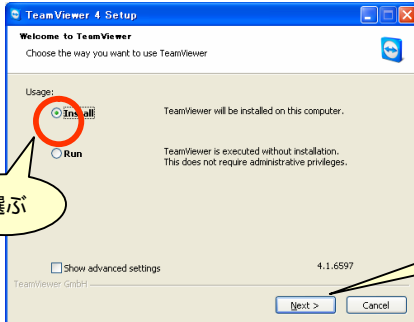 TeamViewer 4 Setup
Welcome to TeamViewer
Choose the way you want to use TeamViewer
Usage:
Install
TeamViewer will be installed on this computer.
Run
TeamViewer is executed without installation.
This does not require administrative privileges.
選ぶ
Show advanced settings
4.1.6597
TeamViewer GmbH
Next >
Cancel